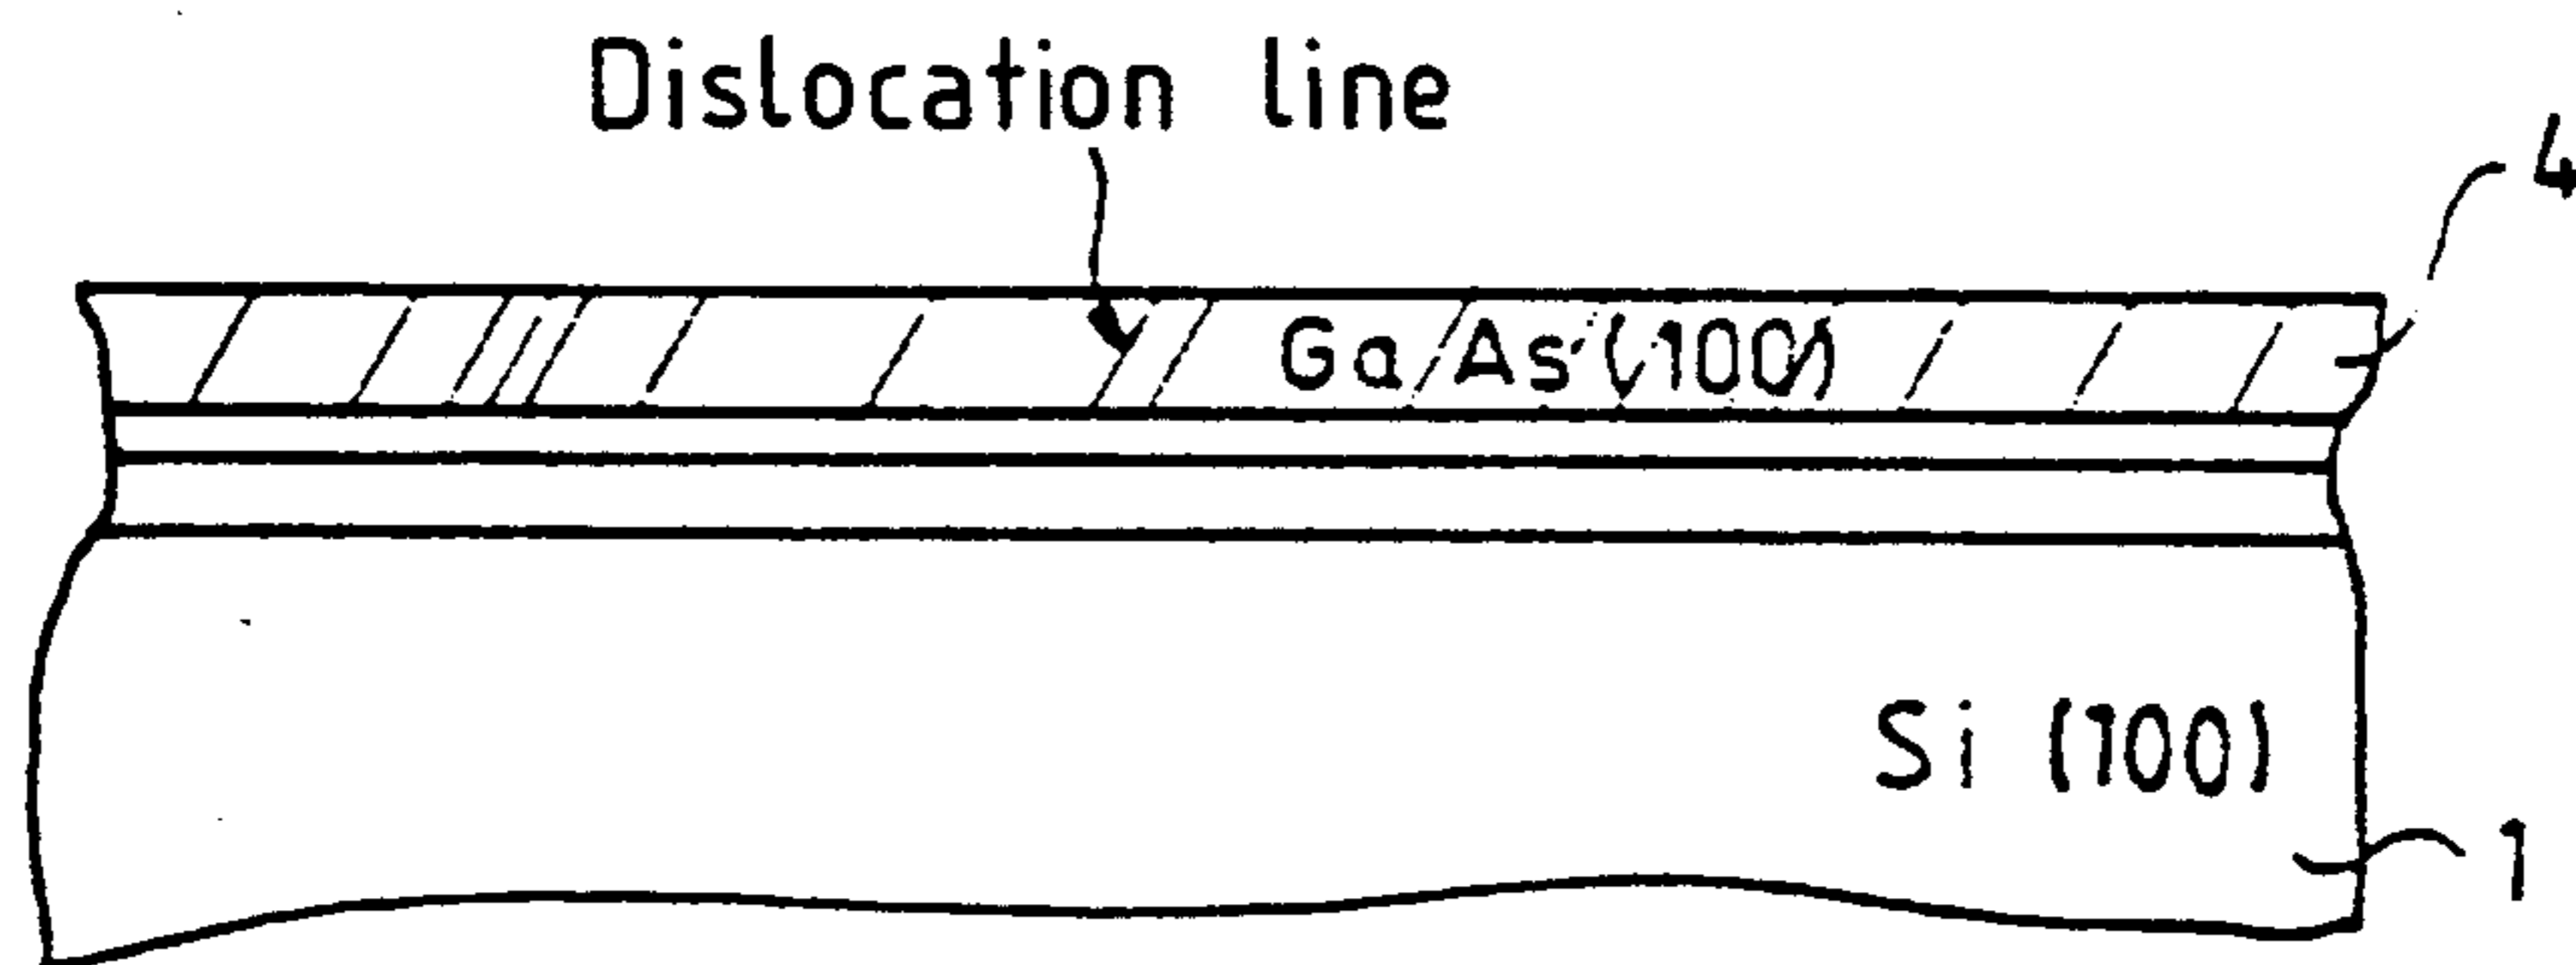 Dislocation line
4
GaAs (100)
Si (100)
1